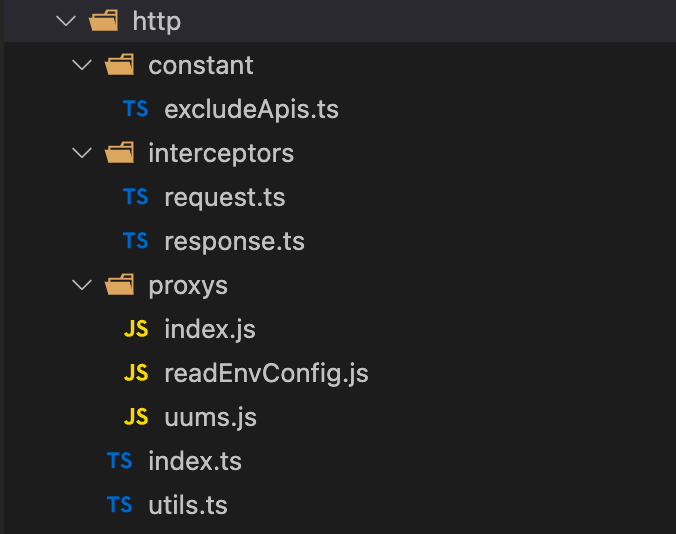 http
constant
TS excludeApis.ts
interceptors
TS request.ts
TS response.ts
proxys
JS index.js
JS readEnvConfig.js
JS uums.js
TS index.ts
TS utils.ts